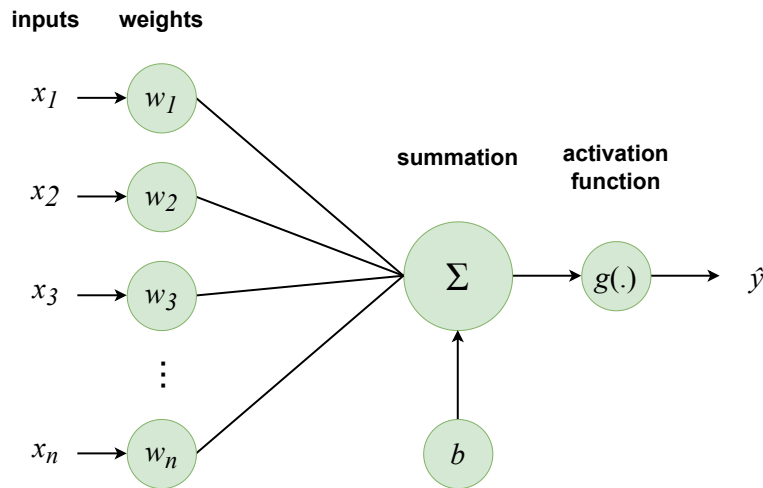 inputs weights
x1 w1
x2 w2
summation
activation
function
x3 w3
Σ
g(.)
ŷ
⋮
xn wn
b